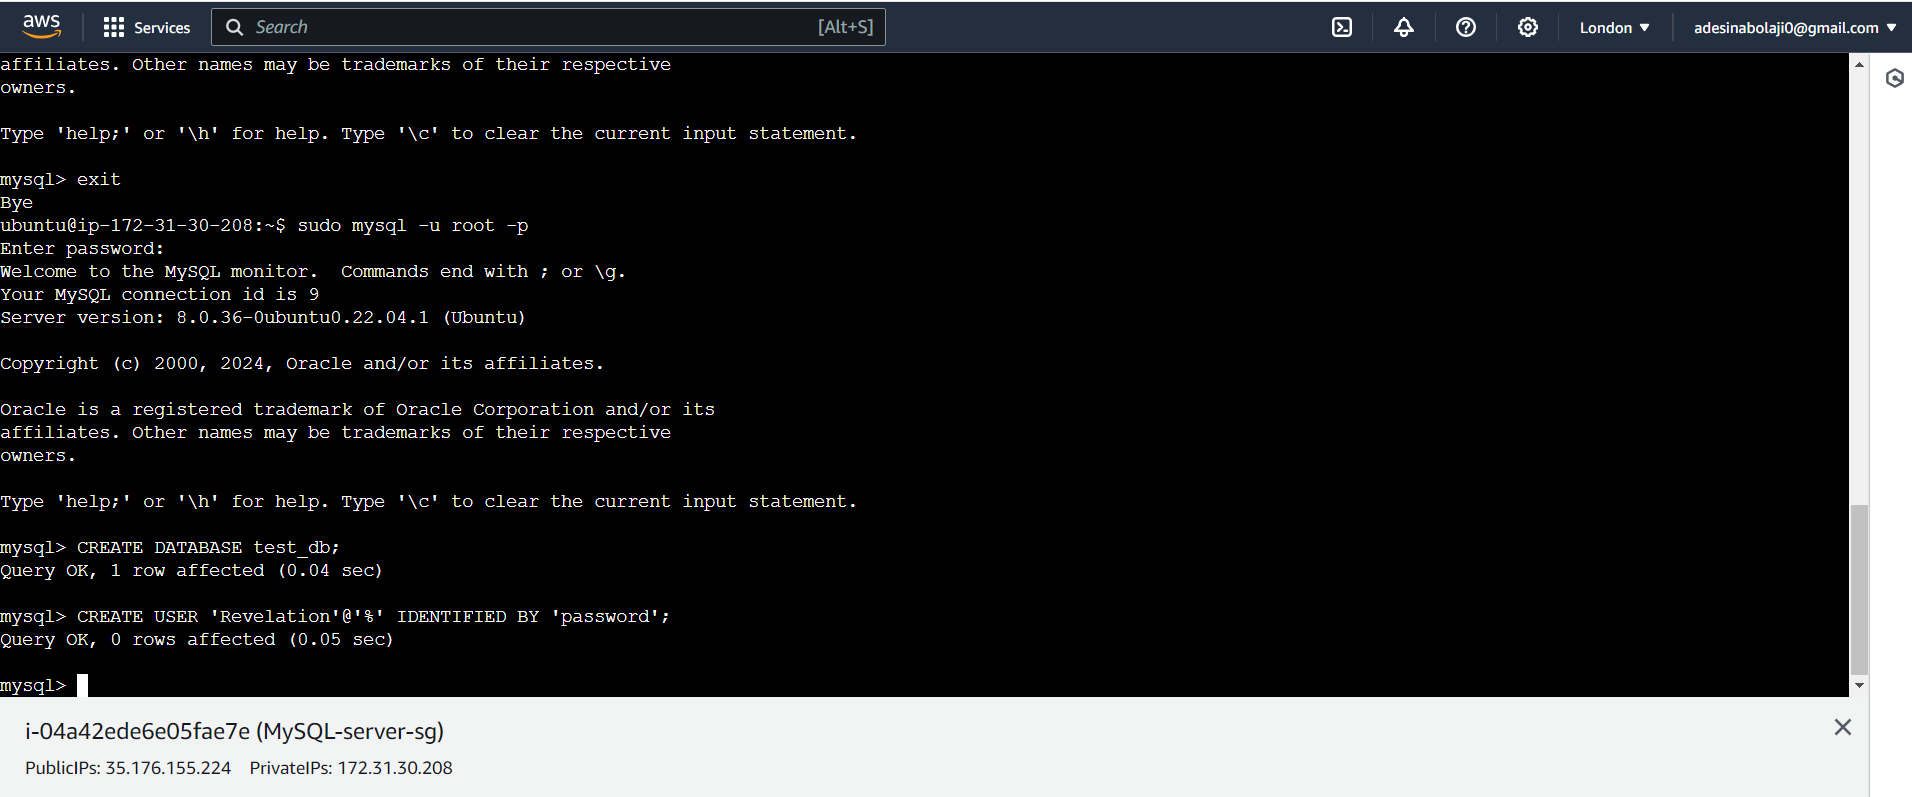 aws
Services
Search
[Alt+S]
London
adesinabolaji0@gmail.com
affiliates. Other names may be trademarks of their respective
owners.
Type 'help;' or '\h' for help. Type '\c' to clear the current input statement.
mysql> exit
Bye
ubuntu@ip-172-31-30-208:~$ sudo mysql -u root -p
Enter password:
Welcome to the MySQL monitor.  Commands end with ; or \g.
Your MySQL connection id is 9
Server version: 8.0.36-0ubuntu0.22.04.1 (Ubuntu)
Copyright (c) 2000, 2024, Oracle and/or its affiliates.
Oracle is a registered trademark of Oracle Corporation and/or its
affiliates. Other names may be trademarks of their respective
owners.
Type 'help;' or '\h' for help. Type '\c' to clear the current input statement.
mysql> CREATE DATABASE test_db;
Query OK, 1 row affected (0.04 sec)
mysql> CREATE USER 'Revelation'@'%' IDENTIFIED BY 'password';
Query OK, 0 rows affected (0.05 sec)
mysql>
i-04a42ede6e05fae7e (MySQL-server-sg)
PublicIPs: 35.176.155.224 PrivateIPs: 172.31.30.208